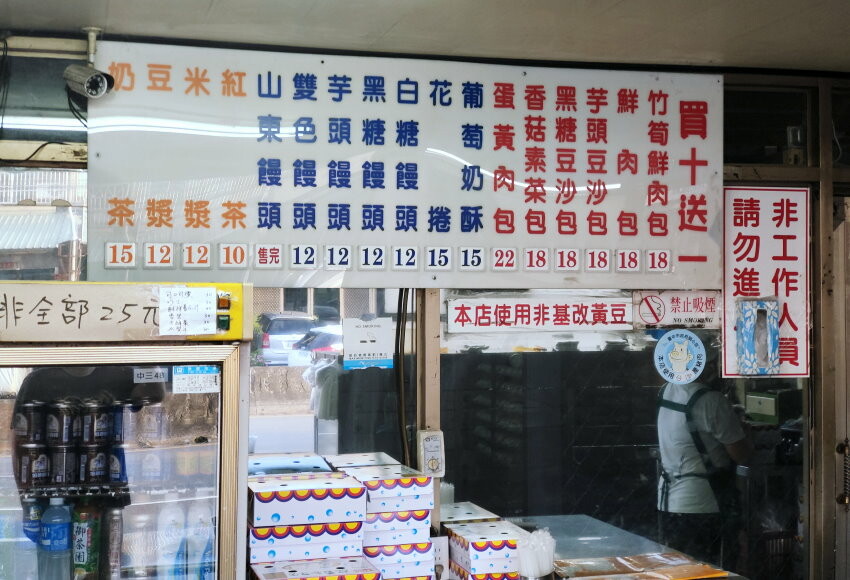 買十送一
竹筍鮮肉包 18
鮮肉包 18
芋頭豆沙包 18
黑糖豆沙包 18
香菇素菜包 18
蛋黃肉包 22
葡萄奶酥 15
花捲 15
白糖饅頭 12
黑糖饅頭 12
芋頭饅頭 12
雙色饅頭 12
山東饅頭 售完
紅茶 10
米漿 12
豆漿 12
奶茶 15
非工作人員
請勿進
本店使用非基改黃豆
禁止吸煙
NO SMOKING
非全部25元
NO SMOKING